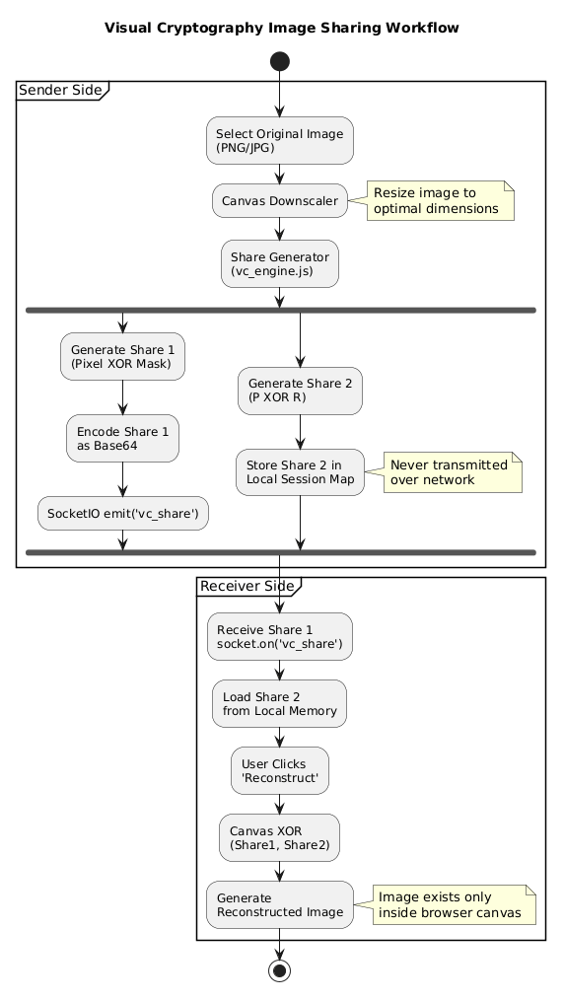 Visual Cryptography Image Sharing Workflow
Sender Side
Select Original Image
(PNG/JPG)
Canvas Downscaler
Resize image to
optimal dimensions
Share Generator
(vc_engine.js)
Generate Share 1
(Pixel XOR Mask)
Encode Share 1
as Base64
SocketIO emit('vc_share')
Generate Share 2
(P XOR R)
Store Share 2 in
Local Session Map
Never transmitted
over network
Receiver Side
Receive Share 1
socket.on('vc_share')
Load Share 2
from Local Memory
User Clicks
'Reconstruct'
Canvas XOR
(Share1, Share2)
Generate
Reconstructed Image
Image exists only
inside browser canvas